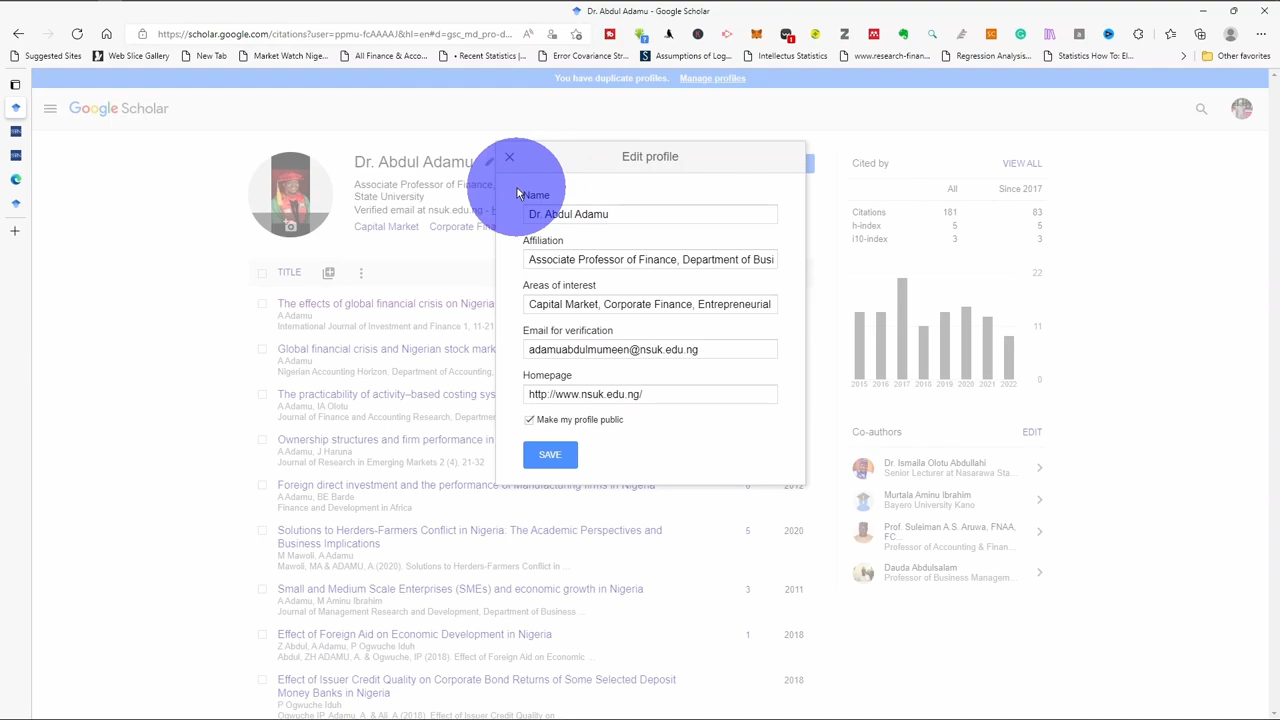 Dr. Abdul Adamu - Google Scholar
https://scholar.google.com/citations?user=ppmu-fcAAAAJ&hl=en#d=gsc_md_pro-d...
Suggested Sites
Web Slice Gallery
New Tab
Market Watch Nige...
All Finance & Acco...
• Recent Statistics |...
Error Covariance Str...
Assumptions of Log...
Intellectus Statistics
www.research-finan...
Regression Analysis
Statistics How To: El...
Other favorites
You have duplicate profiles. Manage profiles
Google Scholar
Dr. Abdul Adamu
Associate Professor of Finance,
State University
Verified email at nsuk.edu.ng
Capital Market
Edit profile
Name
Dr. Abdul Adamu
Affiliation
Associate Professor of Finance, Department of Busi
Areas of interest
Capital Market, Corporate Finance, Entrepreneurial
Email for verification
adamuabdulmumeen@nsuk.edu.ng
Homepage
http://www.nsuk.edu.ng/
Make my profile public
SAVE
TITLE
The effects of global financial crisis on Nigeria
A Adamu
International Journal of Investment and Finance 1, 11-21
Global financial crisis and Nigerian stock mark
A Adamu
Nigerian Accounting Horizon, Department of Accounting,
The practicability of activity–based costing sys
A Adamu, IA Olotu
Journal of Finance and Accounting Research, Department
Ownership structures and firm performance in
A Adamu, J Haruna
Journal of Research in Emerging Markets 2 (4), 21-32
Foreign direct investment and the performance of Manufacturing firms in Nigeria
2012
A Adamu, BE Barde
Finance and Development in Africa
Solutions to Herders-Farmers Conflict in Nigeria: The Academic Perspectives and
Business Implications
5 2020
M Mawoli, A Adamu
Mawoli, MA & ADAMU, A.(2020). Solutions to Herders-Farmers Conflict in ...
Small and Medium Scale Enterprises (SMEs) and economic growth in Nigeria
3 2011
A Adamu, M Aminu Ibrahim
Journal of Management Research and Development, Department of Business ...
Effect of Foreign Aid on Economic Development in Nigeria
1 2018
Z Abdul, A Adamu, P Ogwuche Iduh
Abdul, ZH ADAMU, A. & Ogwuche, IP (2018). Effect of Foreign Aid on Economic ...
Effect of Issuer Credit Quality on Corporate Bond Returns of Some Selected Deposit
Money Banks in Nigeria
2018
P Ogwuche Iduh
Ogwuche IP, Adamu, A. & Ali, A.(2018). Effect of Issuer Credit Quality on
Cited by
VIEW ALL
All Since 2017
Citations 181 83
h-index 5 5
i10-index 3 3
22
11
0
2015 2016 2017 2018 2019 2020 2021 2022
Co-authors
EDIT
Dr. Ismaila Olotu Abdullahi
Senior Lecturer at Nasarawa Sta...
Murtala Aminu Ibrahim
Bayero University Kano
Prof. Suleiman A.S. Aruwa, FNAA,
FC...
Professor of Accounting & Finan...
Dauda Abdulsalam
Professor of Business Managem...